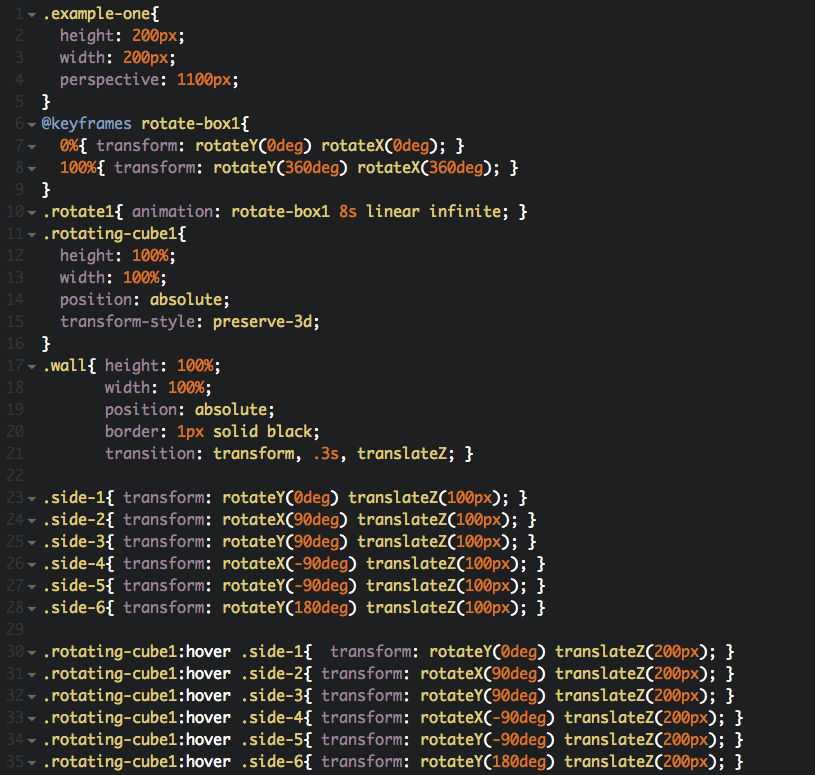 1 .example-one{
2   height: 200px;
3   width: 200px;
4   perspective: 1100px;
5 }
6 @keyframes rotate-box1{
7   0%{ transform: rotateY(0deg) rotateX(0deg); }
8   100%{ transform: rotateY(360deg) rotateX(360deg); }
9 }
10 .rotate1{ animation: rotate-box1 8s linear infinite; }
11 .rotating-cube1{
12   height: 100%;
13   width: 100%;
14   position: absolute;
15   transform-style: preserve-3d;
16 }
17 .wall{ height: 100%;
18        width: 100%;
19        position: absolute;
20        border: 1px solid black;
21        transition: transform, .3s, translateZ; }
22
23 .side-1{ transform: rotateY(0deg) translateZ(100px); }
24 .side-2{ transform: rotateX(90deg) translateZ(100px); }
25 .side-3{ transform: rotateY(90deg) translateZ(100px); }
26 .side-4{ transform: rotateX(-90deg) translateZ(100px); }
27 .side-5{ transform: rotateY(-90deg) translateZ(100px); }
28 .side-6{ transform: rotateY(180deg) translateZ(100px); }
29
30 .rotating-cube1:hover .side-1{  transform: rotateY(0deg) translateZ(200px); }
31 .rotating-cube1:hover .side-2{ transform: rotateX(90deg) translateZ(200px); }
32 .rotating-cube1:hover .side-3{ transform: rotateY(90deg) translateZ(200px); }
33 .rotating-cube1:hover .side-4{ transform: rotateX(-90deg) translateZ(200px); }
34 .rotating-cube1:hover .side-5{ transform: rotateY(-90deg) translateZ(200px); }
35 .rotating-cube1:hover .side-6{ transform: rotateY(180deg) translateZ(200px); }